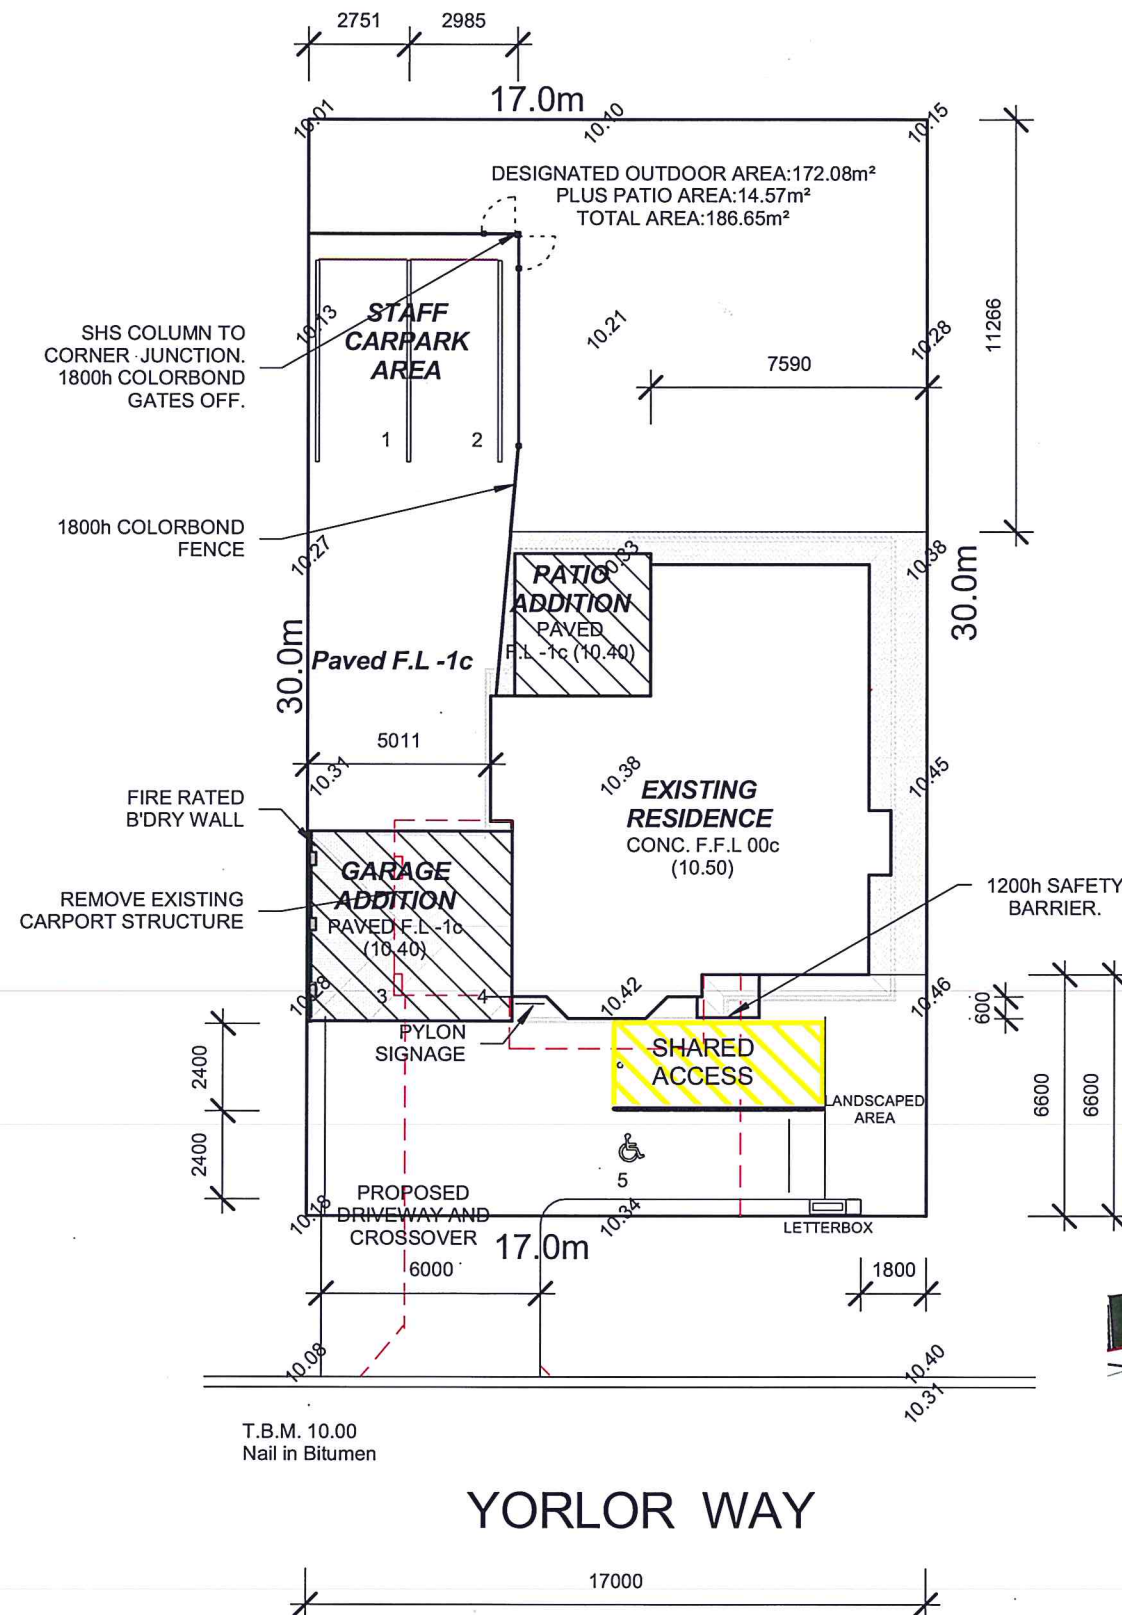 2751
2985
17.0m
10.01
10.10
10.15
DESIGNATED OUTDOOR AREA:172.08m²
PLUS PATIO AREA:14.57m²
TOTAL AREA:186.65m²
STAFF
CARPARK
AREA
10.13
10.21
10.28
11266
7590
SHS COLUMN TO
CORNER JUNCTION.
1800h COLORBOND
GATES OFF.
1
2
1800h COLORBOND
FENCE
10.27
10.33
10.38
30.0m
PATIO
ADDITION
PAVED
F.L -1c (10.40)
30.0m
Paved F.L -1c
5011
10.31
10.38
10.45
EXISTING
RESIDENCE
CONC. F.F.L 00c
(10.50)
FIRE RATED
B'DRY WALL
GARAGE
ADDITION
PAVED F.L -1c
(10.40)
REMOVE EXISTING
CARPORT STRUCTURE
1200h SAFETY
BARRIER.
3
4
10.42
10.46
600
PYLON
SIGNAGE
SHARED
ACCESS
2400
6600
6600
LANDSCAPED
AREA
2400
5
PROPOSED
DRIVEWAY AND
CROSSOVER
10.18
10.34
LETTERBOX
17.0m
6000
1800
10.08
10.40
10.31
T.B.M. 10.00
Nail in Bitumen
YORLOR WAY
17000